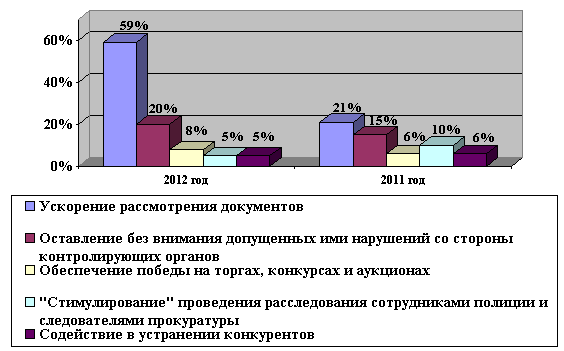 59%
60%
40%
20%
21%
20%
15%
8%
10%
5%
5%
6%
6%
0%
2012 год
2011 год
Ускорение рассмотрения документов
Оставление без внимания допущенных ими нарушений со стороны
контролирующих органов
Обеспечение победы на торгах, конкурсах и аукционах
"Стимулирование" проведения расследования сотрудниками полиции и
следователями прокуратуры
Содействие в устранении конкурентов